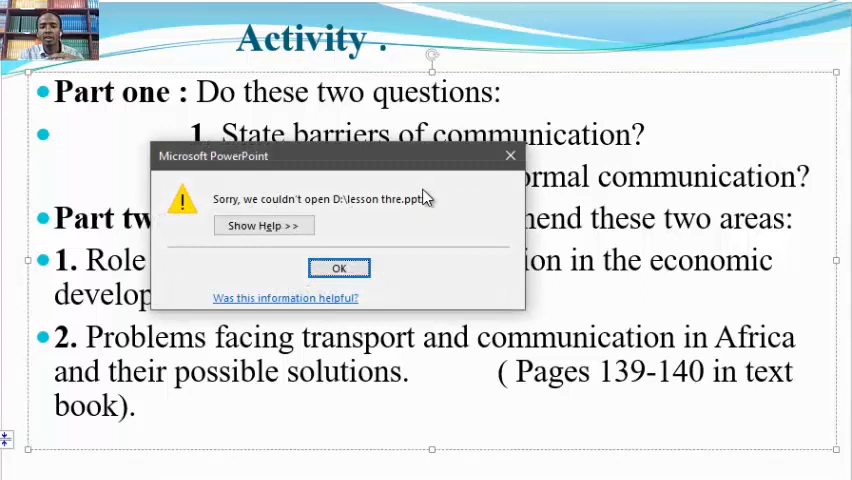 Activity .
Part one : Do these two questions:
1. State barriers of communication?
ormal communication?
Microsoft PowerPoint
Sorry, we couldn't open D:\lesson thre.ppt
Show Help >>
OK
Was this information helpful?
Part tw
hend these two areas:
1. Role
ion in the economic
develop
2. Problems facing transport and communication in Africa
and their possible solutions. ( Pages 139-140 in text
book).